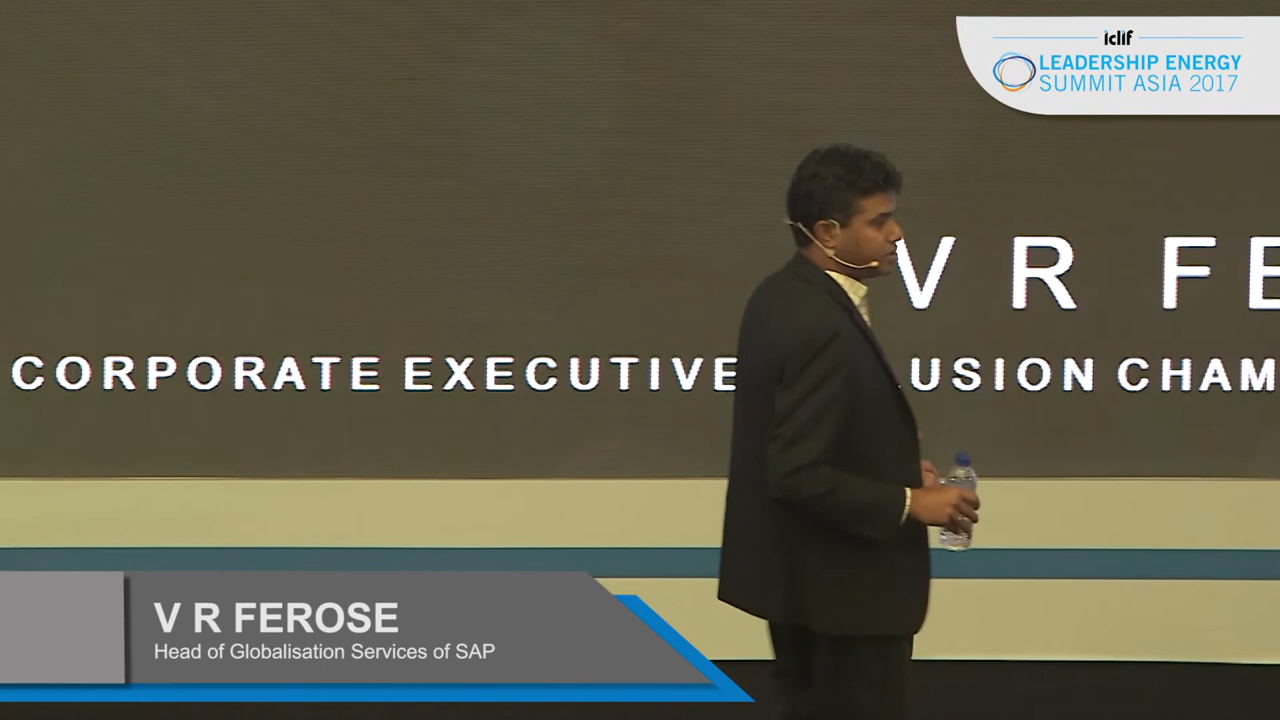 iclif
LEADERSHIP ENERGY
SUMMIT ASIA 2017
V R FE
CORPORATE EXECUTIVE USION CHAM
V R FEROSE
Head of Globalisation Services of SAP